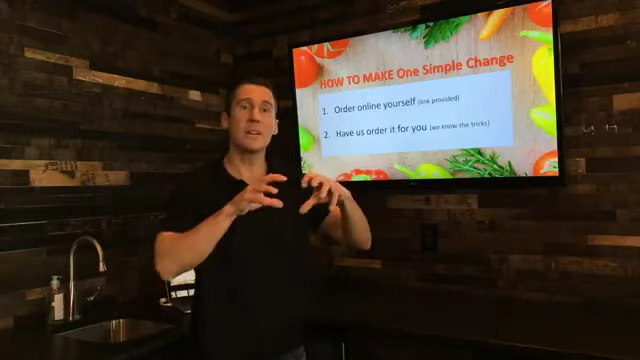 HOW TO MAKE One Simple Change
1. Order online yourself (link provided)
2. Have us order it for you (we know the tricks)